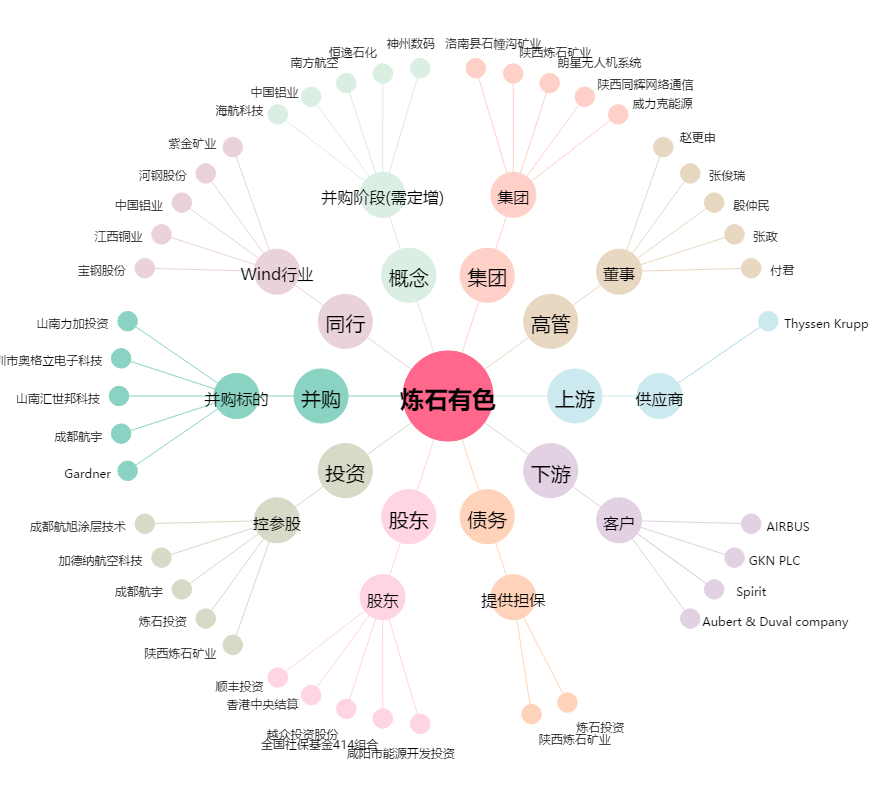 神州数码
恒逸石化
南方航空
中国铝业
海航科技
并购阶段(需定增)
概念
洛南县石幢沟矿业
陕西炼石矿业
朗星无人机系统
陕西同辉网络通信
威力克能源
集团
集团
赵更申
张俊瑞
殷仲民
张政
付君
董事
高管
紫金矿业
河钢股份
中国铝业
江西铜业
宝钢股份
Wind行业
同行
炼石有色
山南力加投资
圳市奥格立电子科技
山南汇世邦科技
成都航宇
Gardner
并购标的
并购
Thyssen Krupp
供应商
上游
投资
控参股
成都航旭涂层技术
加德纳航空科技
成都航宇
炼石投资
陕西炼石矿业
股东
股东
顺丰投资
香港中央结算
越众投资股份
全国社保基金414组合
咸阳市能源开发投资
债务
提供担保
炼石投资
陕西炼石矿业
下游
客户
AIRBUS
GKN PLC
Spirit
Aubert & Duval company